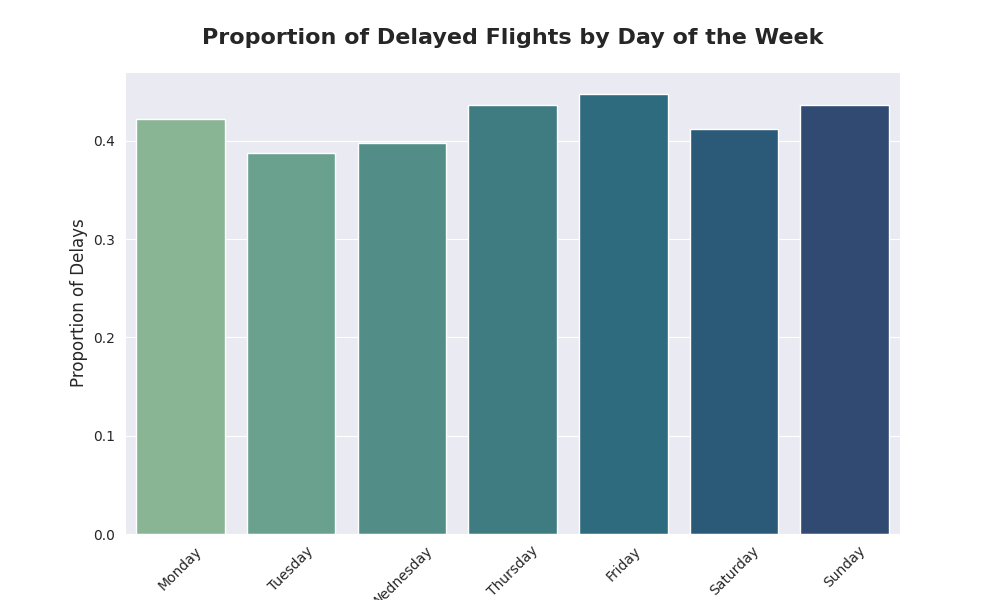 Proportion of Delayed Flights by Day of the Week
Proportion of Delays
0.4
0.3
0.2
0.1
0.0
Monday
Tuesday
Wednesday
Thursday
Friday
Saturday
Sunday